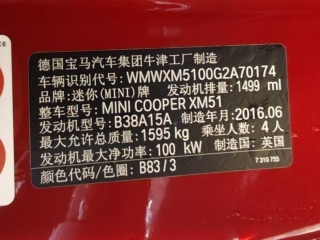 德国宝马汽车集团牛津工厂制造
车辆识别代号: WMWXM5100G2A70174
品牌: 迷你(MINI)牌 发动机排量: 1499 ml
整车型号: MINI COOPER XM51
发动机型号: B38A15A 制造年月: 2016.06
最大允许总质量: 1595 kg 乘坐人数: 4 人
发动机最大净功率: 100 kW 制造国: 英国
颜色代码/色圈: B83 / 3 7 310 755